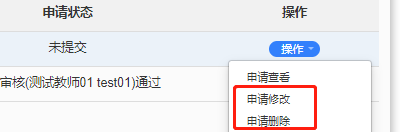 申请状态 操作
未提交 操作
申请查看
审核(测试教师01 test01)通过
申请修改
申请删除